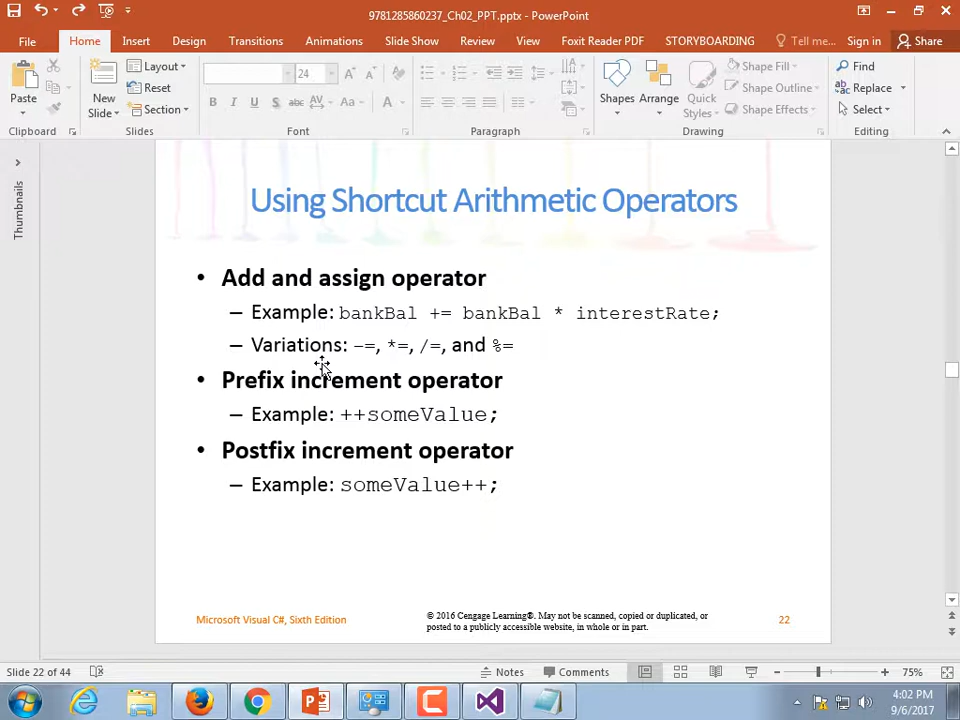 9781285860237_Ch02_PPT.pptx - PowerPoint
File Home Insert Design Transitions Animations Slide Show Review View Foxit Reader PDF STORYBOARDING Tell me... Sign in Share
Paste
New Slide
Layout
Reset
Section
24
B I U S abc AV Aa A
Shapes Arrange Quick Styles
Shape Fill
Shape Outline
Shape Effects
Find
Replace
Select
Clipboard Slides Font Paragraph Drawing Editing
Thumbnails
Using Shortcut Arithmetic Operators
• Add and assign operator
– Example: bankBal += bankBal * interestRate;
– Variations: −=, *=, /=, and %=
• Prefix increment operator
– Example: ++someValue;
• Postfix increment operator
– Example: someValue++;
Microsoft Visual C#, Sixth Edition
© 2016 Cengage Learning®. May not be scanned, copied or duplicated, or
posted to a publicly accessible website, in whole or in part.
22
Slide 22 of 44 Notes Comments 75%
4:02 PM
9/6/2017